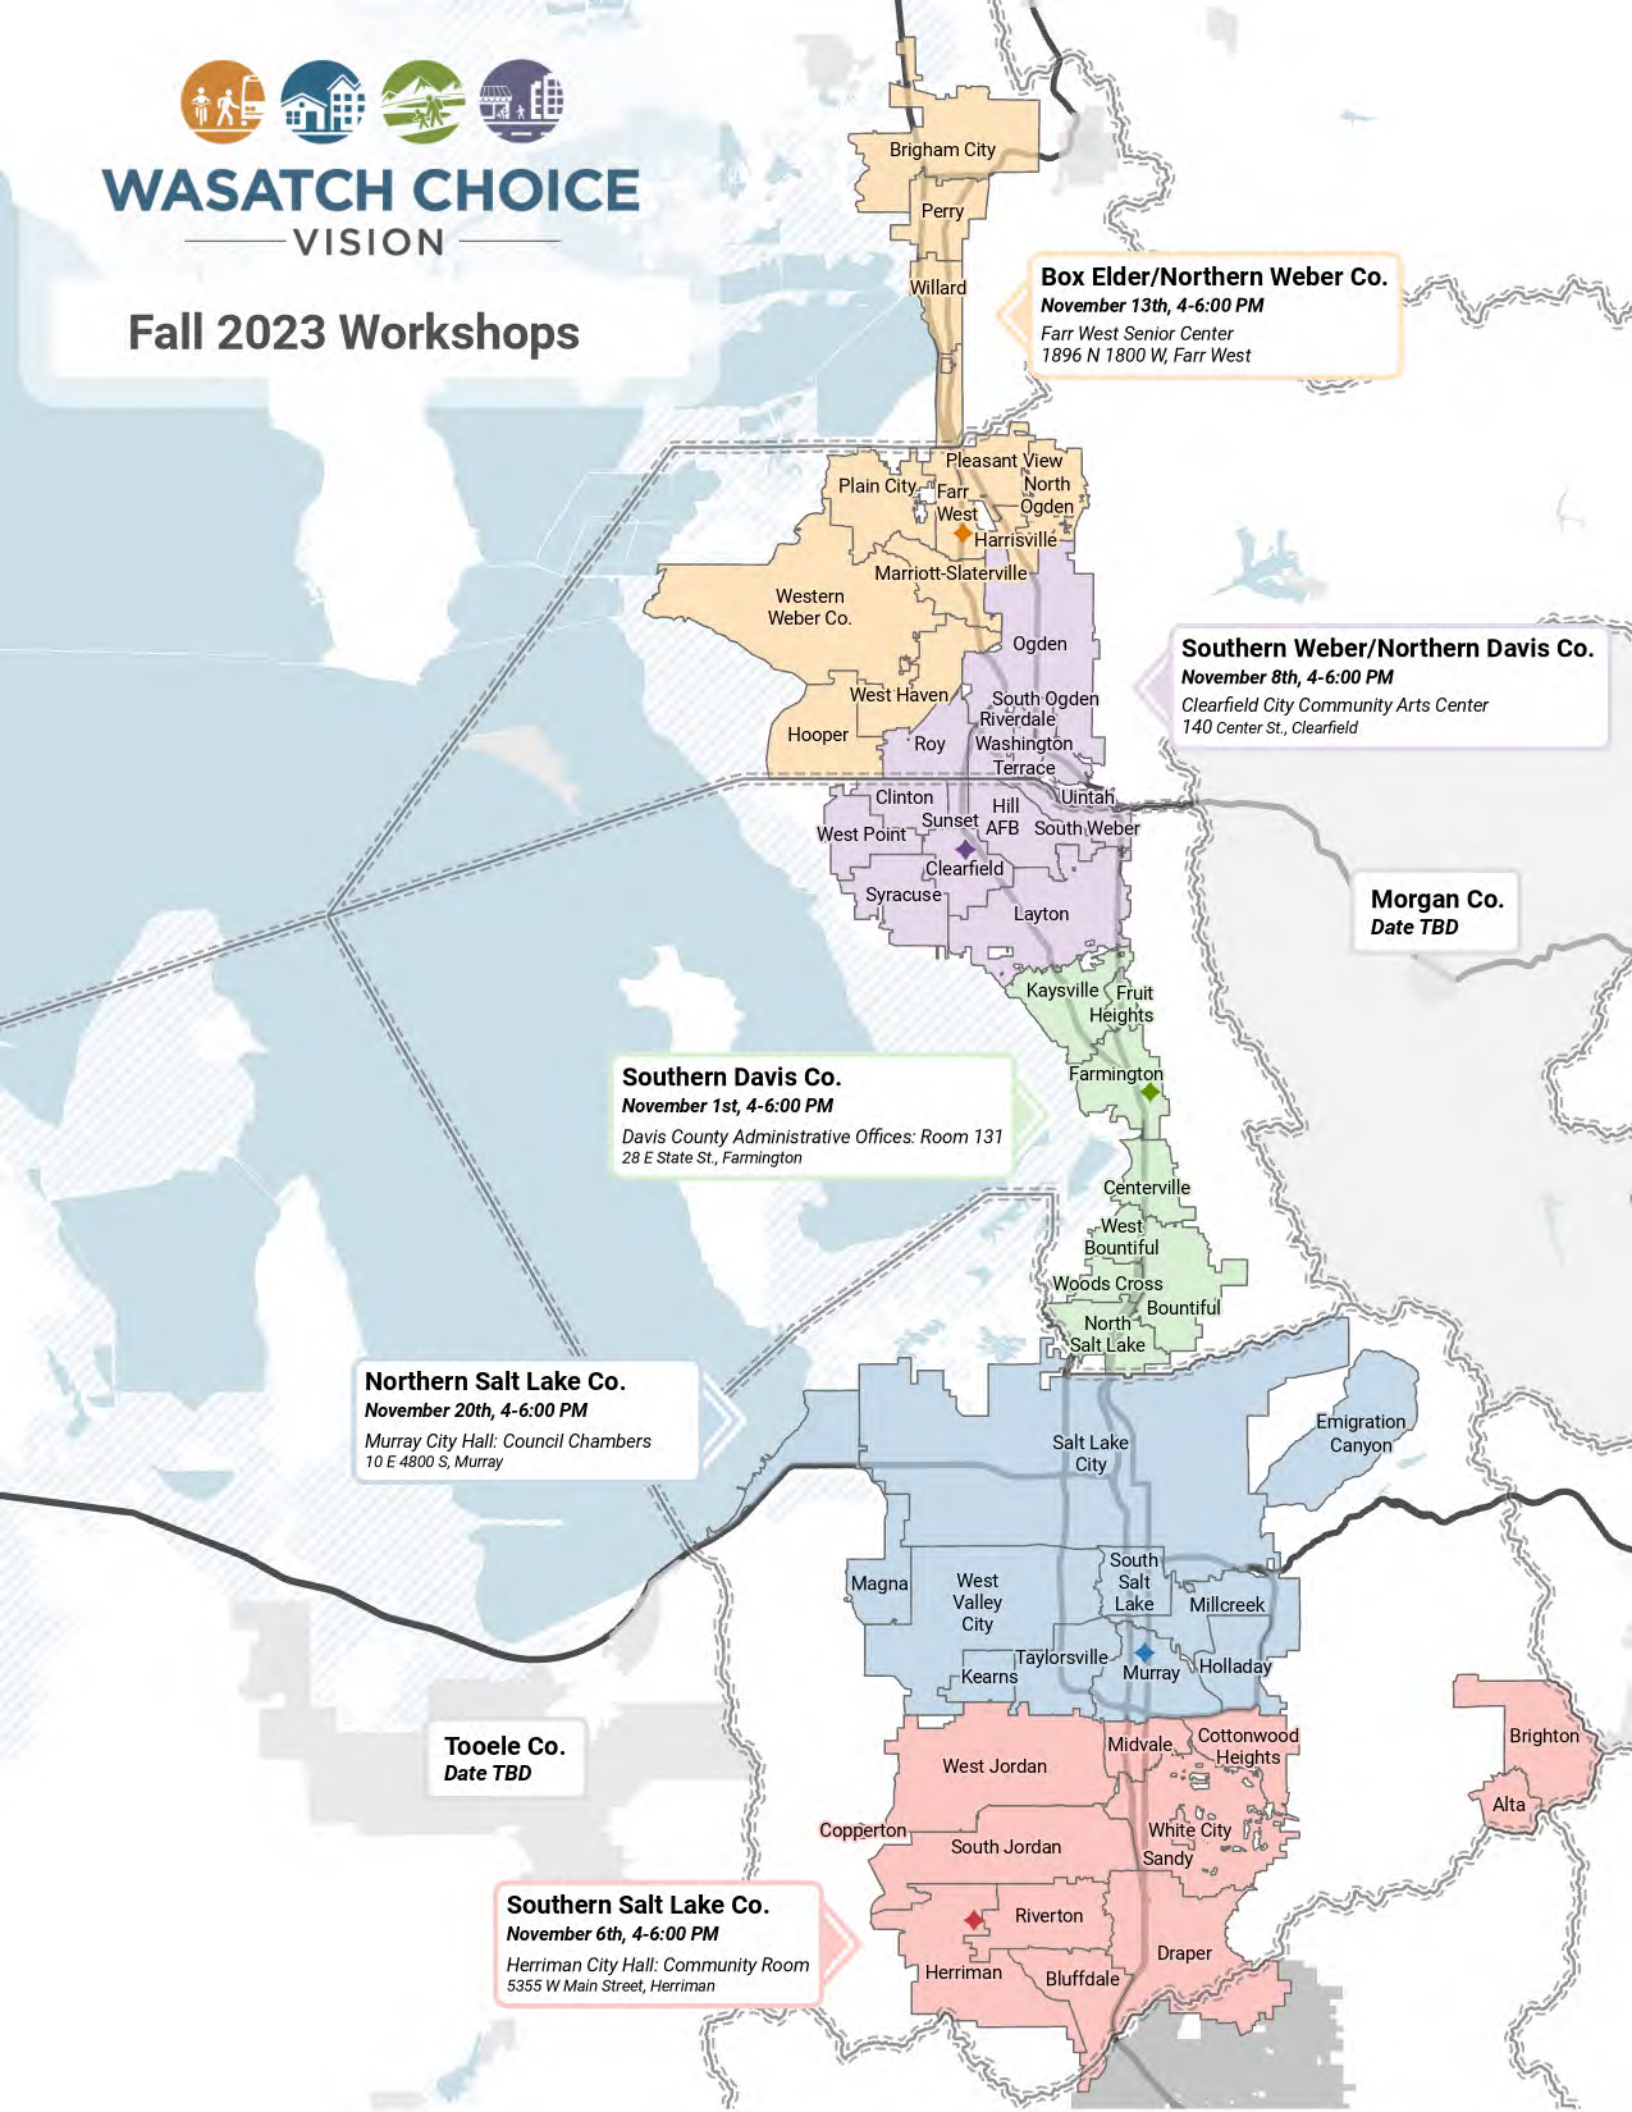 WASATCH CHOICE
VISION
Fall 2023 Workshops
Brigham City
Perry
Willard
Box Elder/Northern Weber Co.
November 13th, 4-6:00 PM
Farr West Senior Center
1896 N 1800 W, Farr West
Pleasant View
Plain City
Farr
West
North
Ogden
Harrisville
Marriott-Slaterville
Western
Weber Co.
Ogden
Southern Weber/Northern Davis Co.
November 8th, 4-6:00 PM
Clearfield City Community Arts Center
140 Center St., Clearfield
West Haven
South Ogden
Riverdale
Hooper
Roy
Washington
Terrace
Uintah
Clinton
Hill
AFB
Sunset
West Point
South Weber
Clearfield
Syracuse
Layton
Morgan Co.
Date TBD
Kaysville
Fruit
Heights
Farmington
Southern Davis Co.
November 1st, 4-6:00 PM
Davis County Administrative Offices: Room 131
28 E State St., Farmington
Centerville
West
Bountiful
Woods Cross
Bountiful
North
Salt Lake
Northern Salt Lake Co.
November 20th, 4-6:00 PM
Murray City Hall: Council Chambers
10 E 4800 S, Murray
Emigration
Canyon
Salt Lake
City
Magna
West
Valley
City
South
Salt
Lake
Millcreek
Taylorsville
Kearns
Murray
Holladay
Tooele Co.
Date TBD
West Jordan
Midvale
Cottonwood
Heights
Brighton
Alta
Copperton
South Jordan
White City
Sandy
Southern Salt Lake Co.
November 6th, 4-6:00 PM
Herriman City Hall: Community Room
5355 W Main Street, Herriman
Riverton
Herriman
Bluffdale
Draper